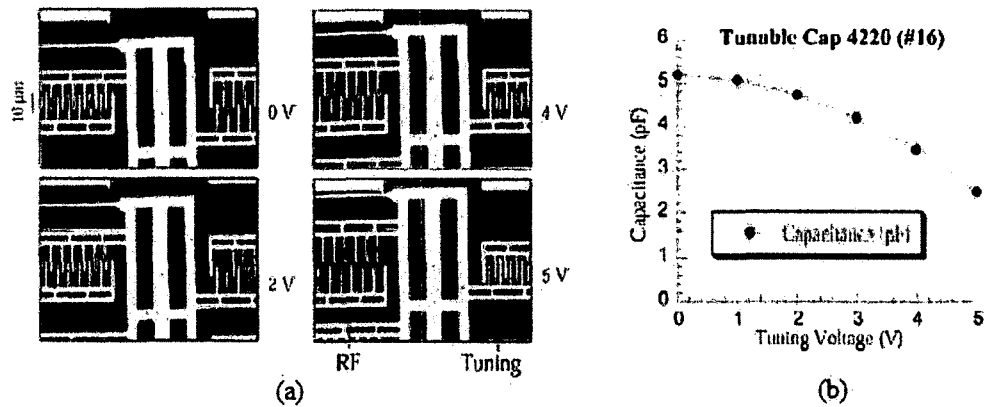 10 µm
0 V
4 V
2 V
5 V
RF
Tuning
(a)
Tunable Cap 4220 (#16)
Capacitance (pF)
6
5
4
3
2
1
0
Capacitance (pF)
0 1 2 3 4 5
Tuning Voltage (V)
(b)